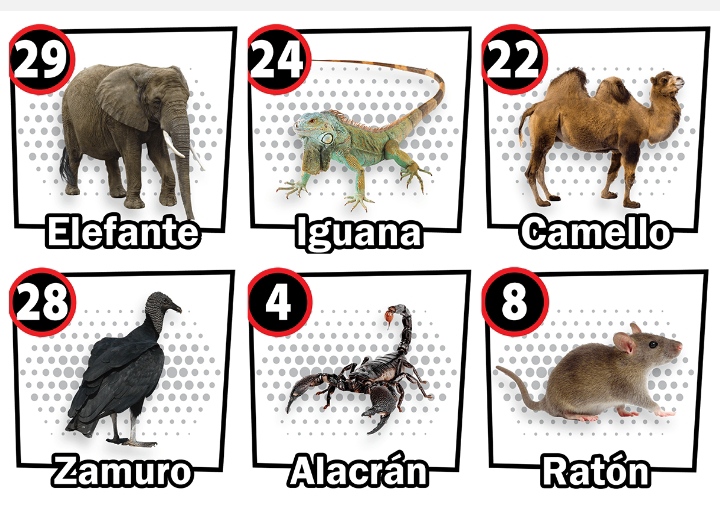 29
Elefante
24
Iguana
22
Camello
28
Zamuro
4
Alacrán
8
Ratón